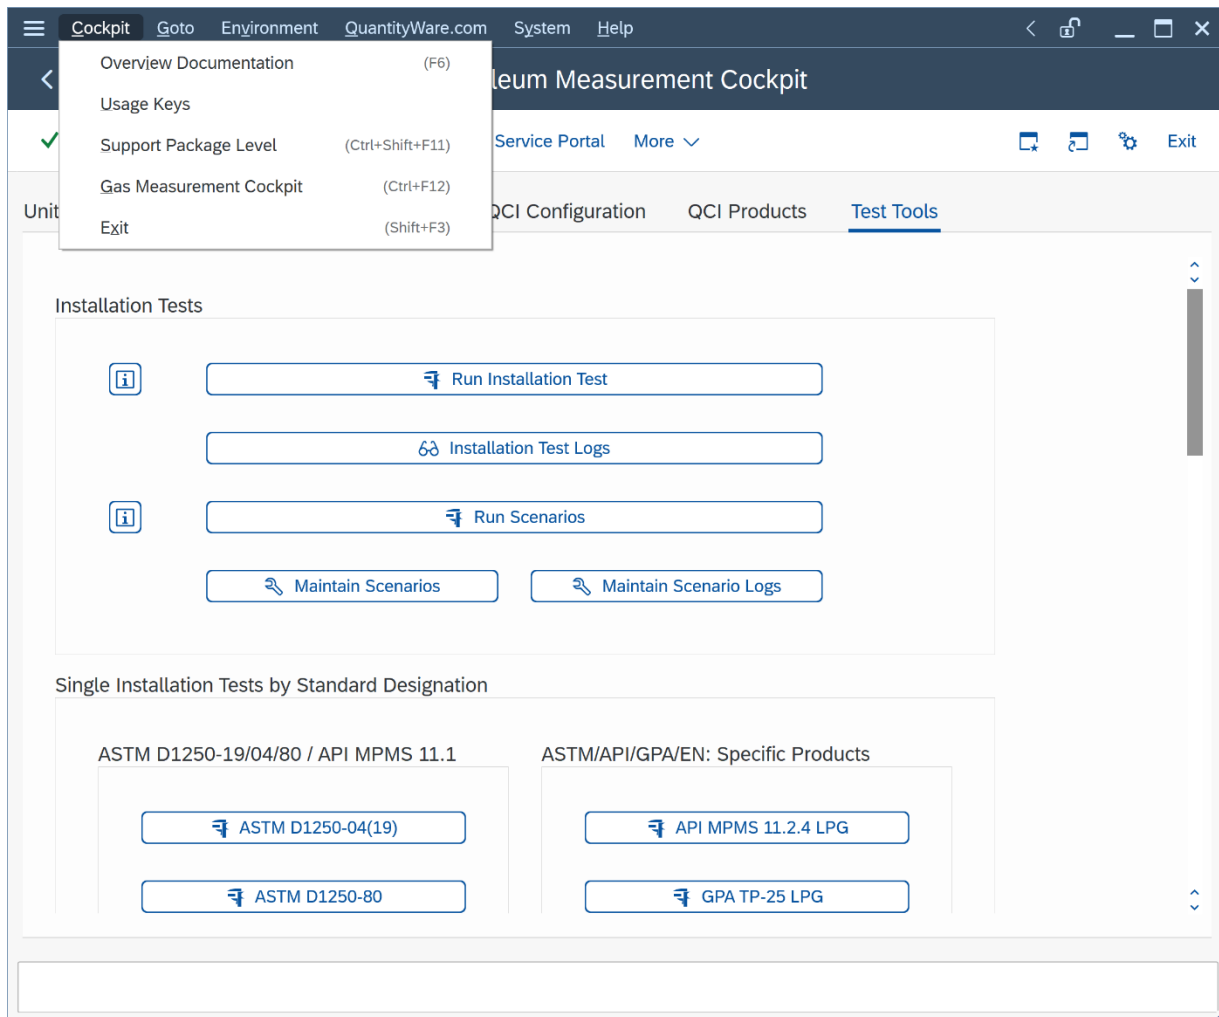 Cockpit Goto Environment QuantityWare.com System Help
Overview Documentation (F6)
Usage Keys
Support Package Level (Ctrl+Shift+F11)
Gas Measurement Cockpit (Ctrl+F12)
Exit (Shift+F3)
leum Measurement Cockpit
Service Portal More Exit
Unit QCI Configuration QCI Products Test Tools
Installation Tests
Run Installation Test
Installation Test Logs
Run Scenarios
Maintain Scenarios Maintain Scenario Logs
Single Installation Tests by Standard Designation
ASTM D1250-19/04/80 / API MPMS 11.1 ASTM/API/GPA/EN: Specific Products
ASTM D1250-04(19) API MPMS 11.2.4 LPG
ASTM D1250-80 GPA TP-25 LPG